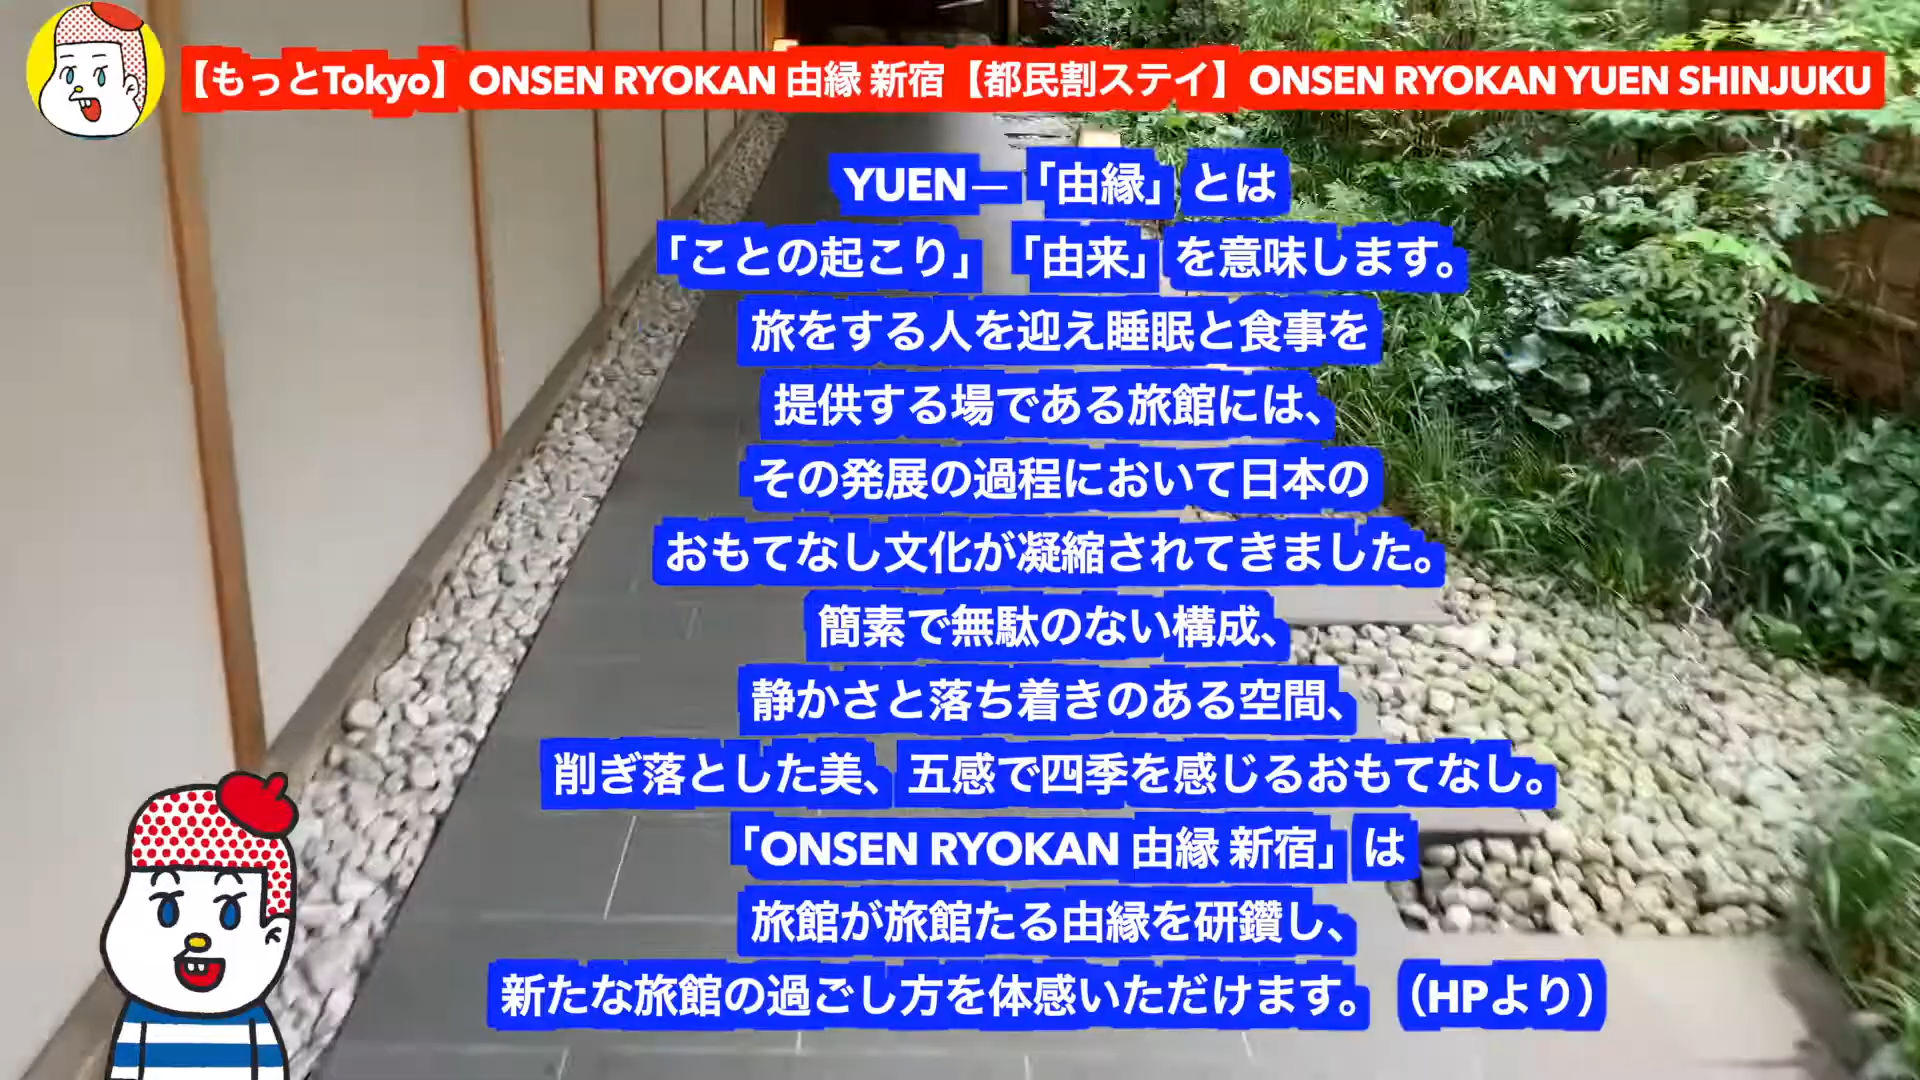 【もっとTokyo】ONSEN RYOKAN 由縁 新宿【都民割ステイ】ONSEN RYOKAN YUEN SHINJUKU
YUEN—「由縁」とは
「ことの起こり」「由来」を意味します。
旅をする人を迎え睡眠と食事を
提供する場である旅館には、
その発展の過程において日本の
おもてなし文化が凝縮されてきました。
簡素で無駄のない構成、
静かさと落ち着きのある空間、
削ぎ落とした美、五感で四季を感じるおもてなし。
「ONSEN RYOKAN 由縁 新宿」は
旅館が旅館たる由縁を研鑽し、
新たな旅館の過ごし方を体感いただけます。（HPより）